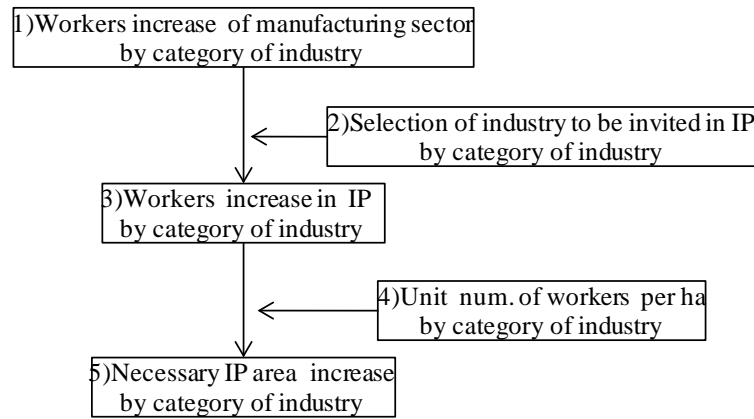 1)Workers increase of manufacturing sector
by category of industry
2)Selection of industry to be invited in IP
by category of industry
3)Workers increase in IP
by category of industry
4)Unit num. of workers per ha
by category of industry
5)Necessary IP area increase
by category of industry